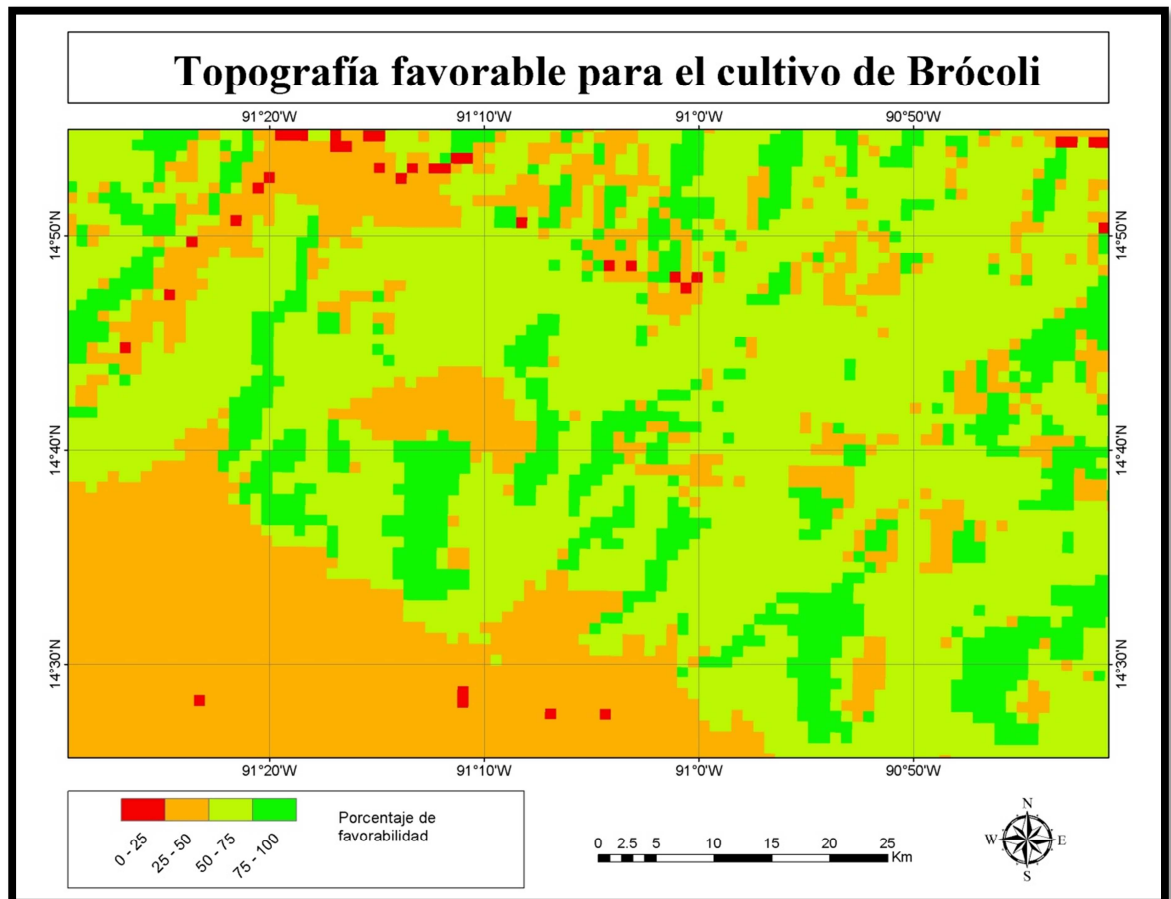 Topografía favorable para el cultivo de Brócoli
91°20'W 91°10'W 91°0'W 90°50'W
14°50'N 14°50'N
14°40'N 14°40'N
14°30'N 14°30'N
91°20'W 91°10'W 91°0'W 90°50'W
0 - 25 25 - 50 50 - 75 75 - 100
Porcentaje de
favorabilidad
0 2.5 5 10 15 20 25
Km
N
W E
S